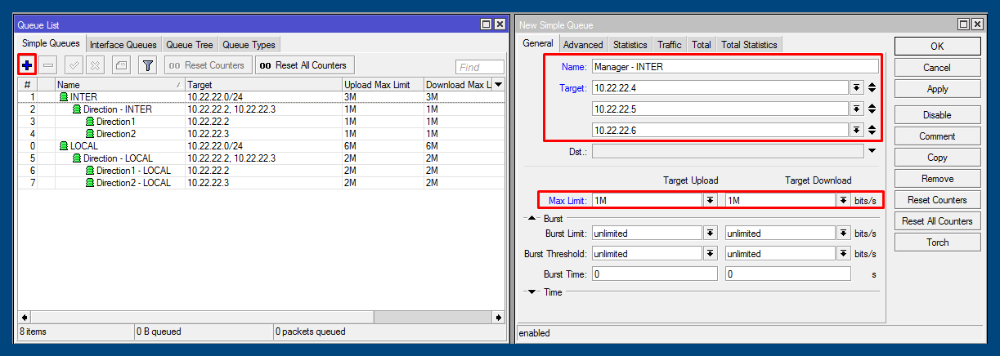 Queue List
Simple Queues Interface Queues Queue Tree Queue Types
00 Reset Counters 00 Reset All Counters Find
# Name / Target Upload Max Limit Download Max L
1 INTER 10.22.22.0/24 3M 3M
2 Direction - INTER 10.22.22.2, 10.22.22.3 1M 1M
3 Direction1 10.22.22.2 1M 1M
4 Direction2 10.22.22.3 1M 1M
0 LOCAL 10.22.22.0/24 6M 6M
5 Direction - LOCAL 10.22.22.2, 10.22.22.3 2M 2M
6 Direction1 - LOCAL 10.22.22.2 2M 2M
7 Direction2 - LOCAL 10.22.22.3 2M 2M
8 items 0 B queued 0 packets queued
New Simple Queue
General Advanced Statistics Traffic Total Total Statistics
Name: Manager - INTER
Target: 10.22.22.4
10.22.22.5
10.22.22.6
Dst.:
Target Upload Target Download
Max Limit: 1M 1M bits/s
Burst
Burst Limit: unlimited unlimited bits/s
Burst Threshold: unlimited unlimited bits/s
Burst Time: 0 0 s
Time
enabled
OK
Cancel
Apply
Disable
Comment
Copy
Remove
Reset Counters
Reset All Counters
Torch